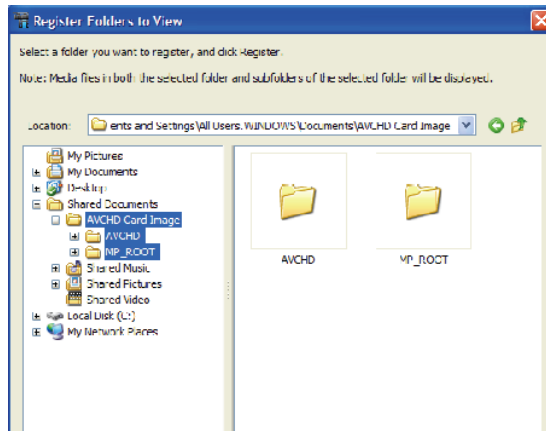 Register Folders to View
Select a folder you want to register, and click Register.
Note: Media files in both the selected folder and subfolders of the selected folder will be displayed.
Location: ents and Settings\All Users.WINDOWS\Documents\AVCHD Card Image
My Pictures
My Documents
Desktop
Shared Documents
AVCHD Card Image
AVCHD
MP_ROOT
Shared Music
Shared Pictures
Shared Video
Local Disk (C:)
My Network Places
AVCHD
MP_ROOT